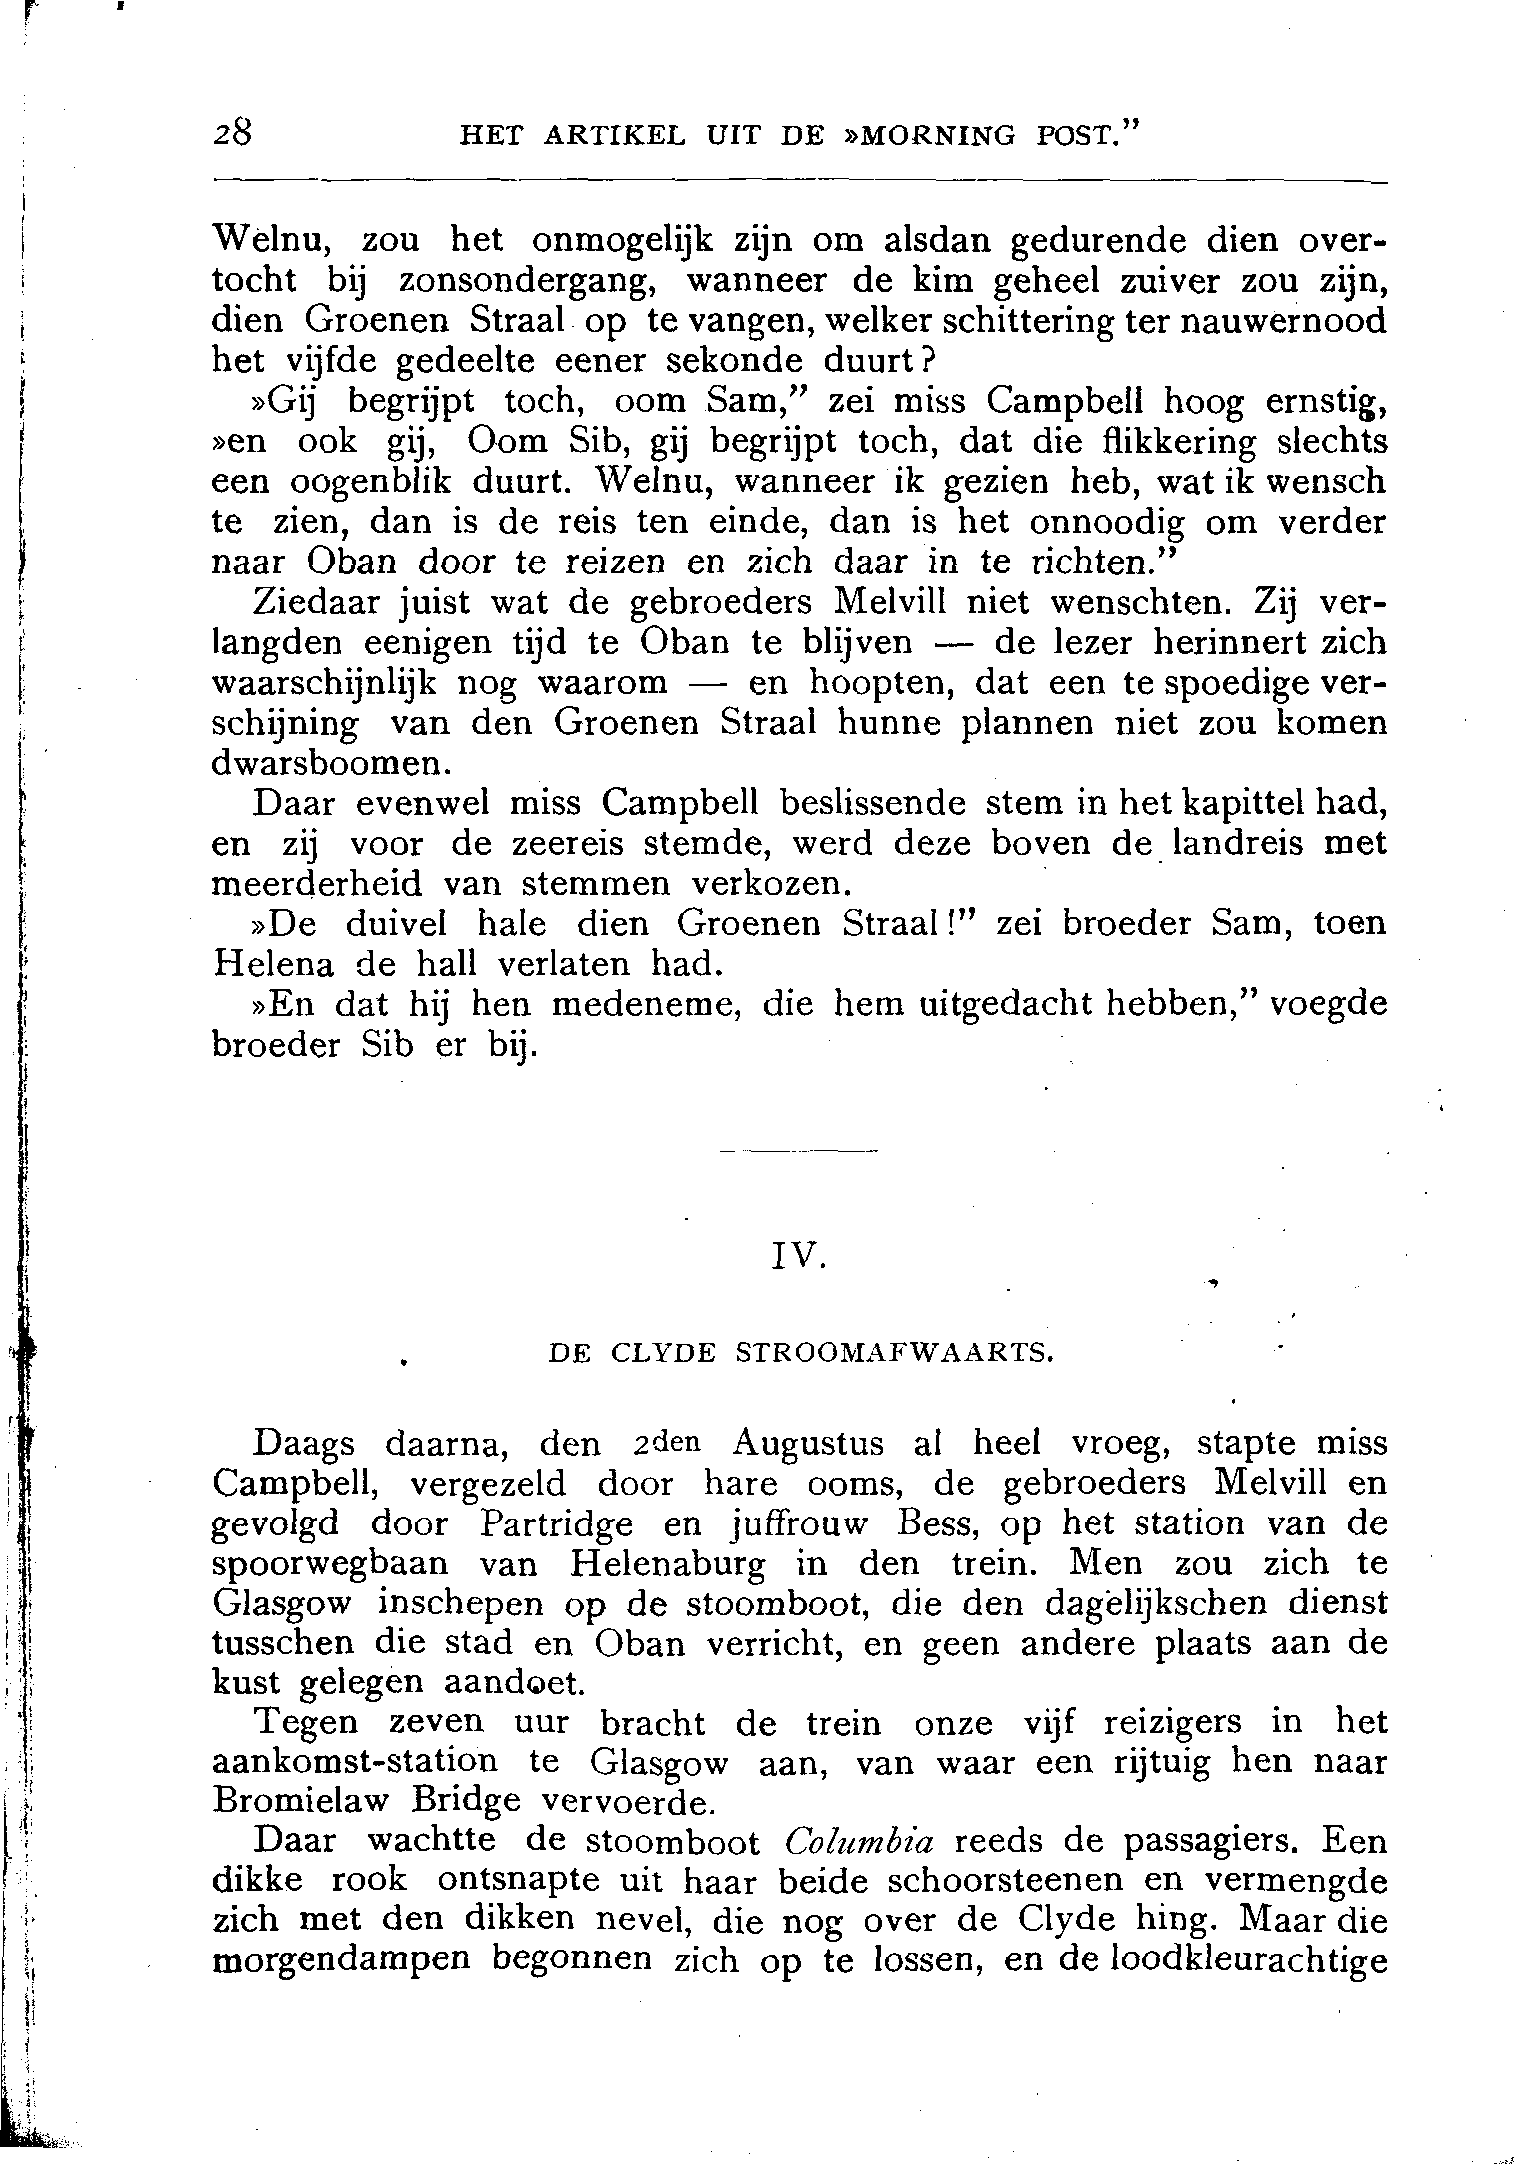 28 HET ARTIKEL UIT DE »MORNING POST.”
Welnu, zou het onmogelijk zijn om alsdan gedurende dien over-
tocht bij zonsondergang, wanneer de kim geheel zuiver zou zijn,
dien Groenen Straal op te vangen, welker schittering ter nauwernood
het vijfde gedeelte eener sekonde duurt?
»Gij begrijpt toch, oom Sam,” zei miss Campbell hoog ernstig,
»en ook gij, Oom Sib, gij begrijpt toch, dat die flikkering slechts
een oogenblik duurt. Welnu, wanneer ik gezien heb, wat ik wensch
te zien, dan is de reis ten einde, dan is het onnoodig om verder
naar Oban door te reizen en zich daar in te richten.”
Ziedaar juist wat de gebroeders Melvill niet wenschten. Zij ver-
langden eenigen tijd te Oban te blijven — de lezer herinnert zich
waarschijnlijk nog waarom — en hoopten, dat een te spoedige ver-
schijning van den Groenen Straal hunne plannen niet zou komen
dwarsboomen.
Daar evenwel miss Campbell beslissende stem in het kapittel had,
en zij voor de zeereis stemde, werd deze boven de landreis met
meerderheid van stemmen verkozen.
»De duivel hale dien Groenen Straal!” zei broeder Sam, toen
Helena de hall verlaten had.
»En dat hij hen medeneme, die hem uitgedacht hebben,” voegde
broeder Sib er bij.
IV.
DE CLYDE STROOMAFWAARTS.
Daags daarna, den 2den Augustus al heel vroeg, stapte miss
Campbell, vergezeld door hare ooms, de gebroeders Melvill en
gevolgd door Partridge en juffrouw Bess, op het station van de
spoorwegbaan van Helenaburg in den trein. Men zou zich te
Glasgow inschepen op de stoomboot, die den dagelijkschen dienst
tusschen die stad en Oban verricht, en geen andere plaats aan de
kust gelegen aandoet.
Tegen zeven uur bracht de trein onze vijf reizigers in het
aankomst-station te Glasgow aan, van waar een rijtuig hen naar
Bromielaw Bridge vervoerde.
Daar wachtte de stoomboot Columbia reeds de passagiers. Een
dikke rook ontsnapte uit haar beide schoorsteenen en vermengde
zich met den dikken nevel, die nog over de Clyde hing. Maar die
morgendampen begonnen zich op te lossen, en de loodkleurachtige